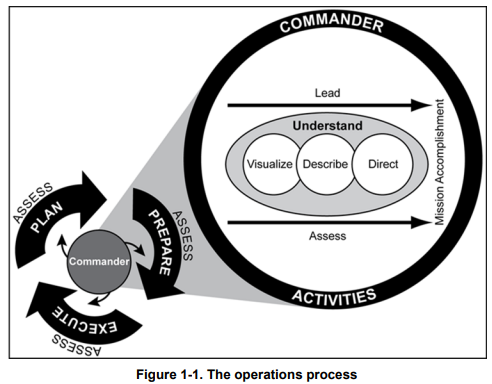 COMMANDER
Lead
Understand
Visualize
Describe
Direct
Assess
Mission Accomplishment
ACTIVITIES
ASSESS
PLAN
PREPARE
ASSESS
Commander
EXECUTE
ASSESS
Figure 1-1. The operations process